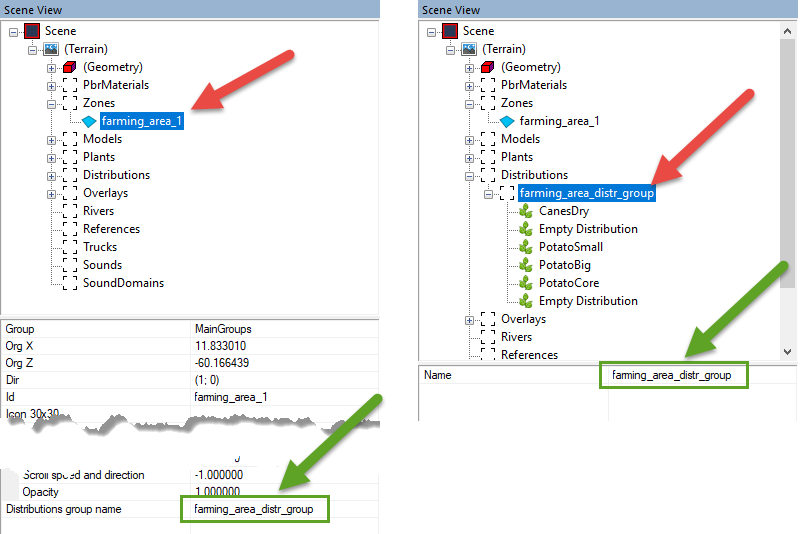 Scene View
Scene
(Terrain)
(Geometry)
PbrMaterials
Zones
farming_area_1
Models
Plants
Distributions
Overlays
Rivers
References
Trucks
Sounds
SoundDomains
Group MainGroups
Org X 11.833010
Org Z -60.166439
Dir (1; 0)
Id farming_area_1
Icon 30x30
Scroll speed and direction -1.000000
Opacity 1.000000
Distributions group name farming_area_distr_group
Scene View
Scene
(Terrain)
(Geometry)
PbrMaterials
Zones
farming_area_1
Models
Plants
Distributions
farming_area_distr_group
CanesDry
Empty Distribution
PotatoSmall
PotatoBig
PotatoCore
Empty Distribution
Overlays
Rivers
References
Name farming_area_distr_group